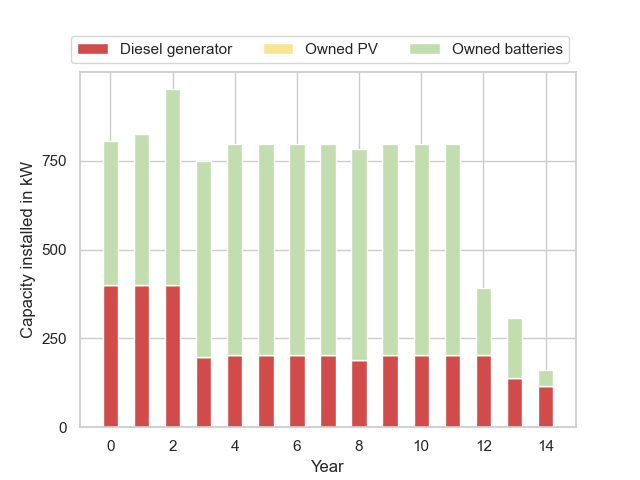 Diesel generator Owned PV Owned batteries
750
500
250
0
Capacity installed in kW
0 2 4 6 8 10 12 14
Year